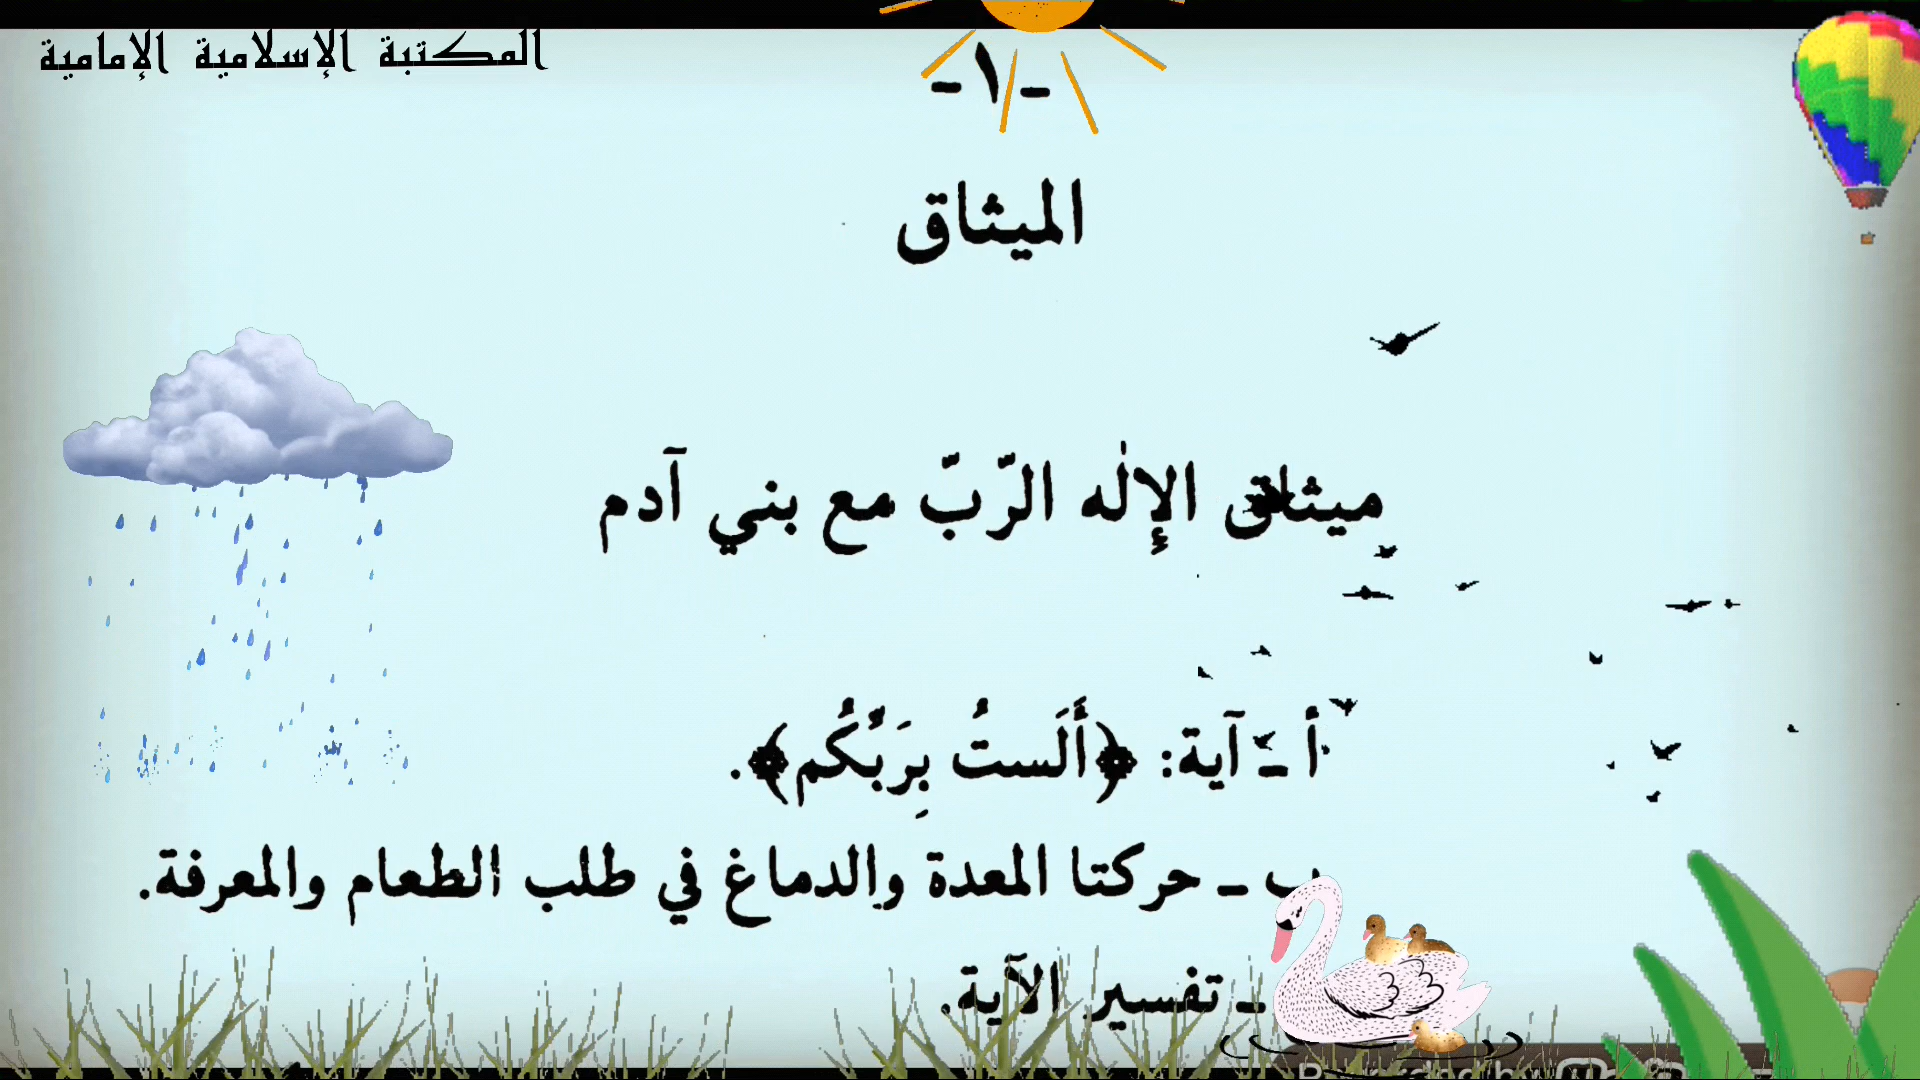 المكتبة الإسلامية الإمامية
ـ ١ ـ
الميثاق
ميثاق الإلٰه الرّبّ مع بني آدم
أ ـ آية: ﴿أَلَستُ بِرَبِّكُم﴾.
ب ـ حركتا المعدة والدماغ في طلب الطعام والمعرفة.
ـ تفسير الآية.